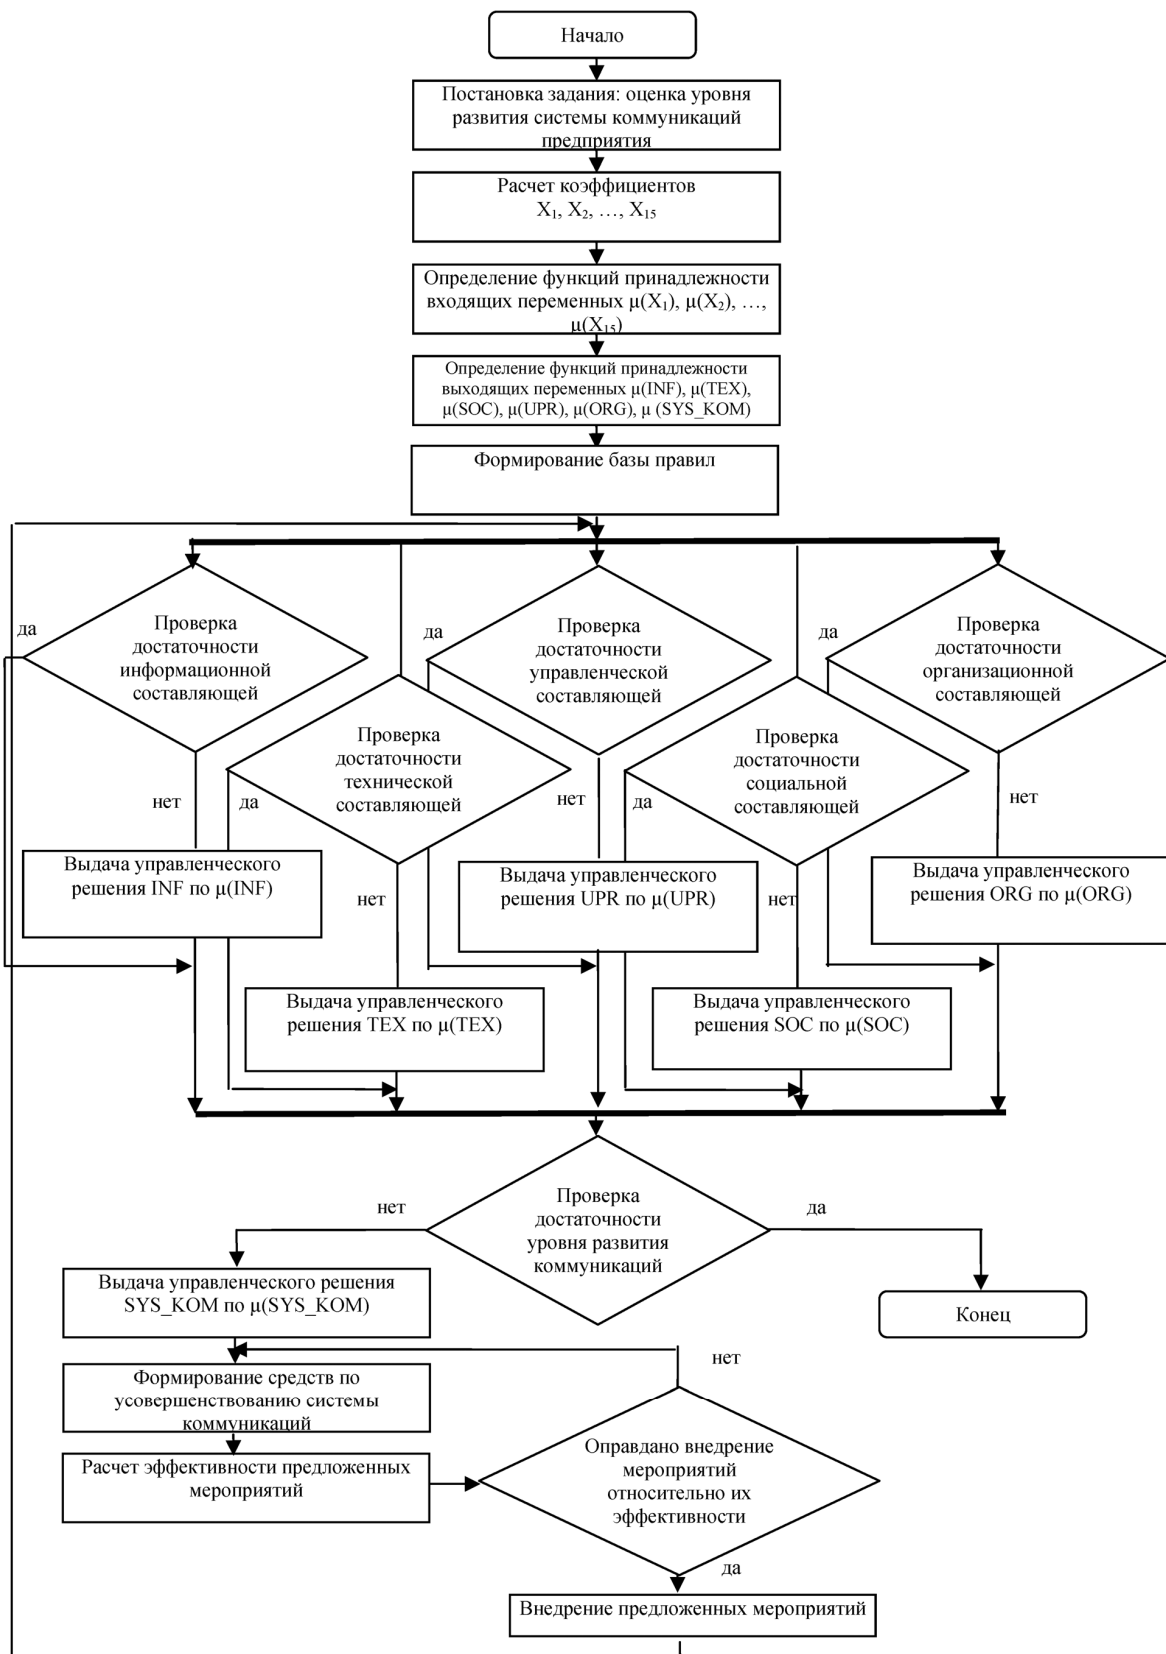 Начало
Постановка задания: оценка уровня
развития системы коммуникаций
предприятия
Расчет коэффициентов
X₁, X₂, …, X₁₅
Определение функций принадлежности
входящих переменных μ(X₁), μ(X₂), …,
μ(X₁₅)
Определение функций принадлежности
выходящих переменных μ(INF), μ(TEX),
μ(SOC), μ(UPR), μ(ORG), μ (SYS_KOM)
Формирование базы правил
да
Проверка
достаточности
информационной
составляющей
да
Проверка
достаточности
управленческой
составляющей
да
Проверка
достаточности
организационной
составляющей
Проверка
достаточности
технической
составляющей
Проверка
достаточности
социальной
составляющей
нет
да
нет
да
нет
Выдача управленческого
решения INF по μ(INF)
нет
Выдача управленческого
решения UPR по μ(UPR)
нет
Выдача управленческого
решения ORG по μ(ORG)
Выдача управленческого
решения TEX по μ(TEX)
Выдача управленческого
решения SOC по μ(SOC)
нет
Проверка
достаточности
уровня развития
коммуникаций
да
Выдача управленческого решения
SYS_KOM по μ(SYS_KOM)
Конец
нет
Формирование средств по
усовершенствованию системы
коммуникаций
Расчет эффективности предложенных
мероприятий
Оправдано внедрение
мероприятий
относительно их
эффективности
да
Внедрение предложенных мероприятий